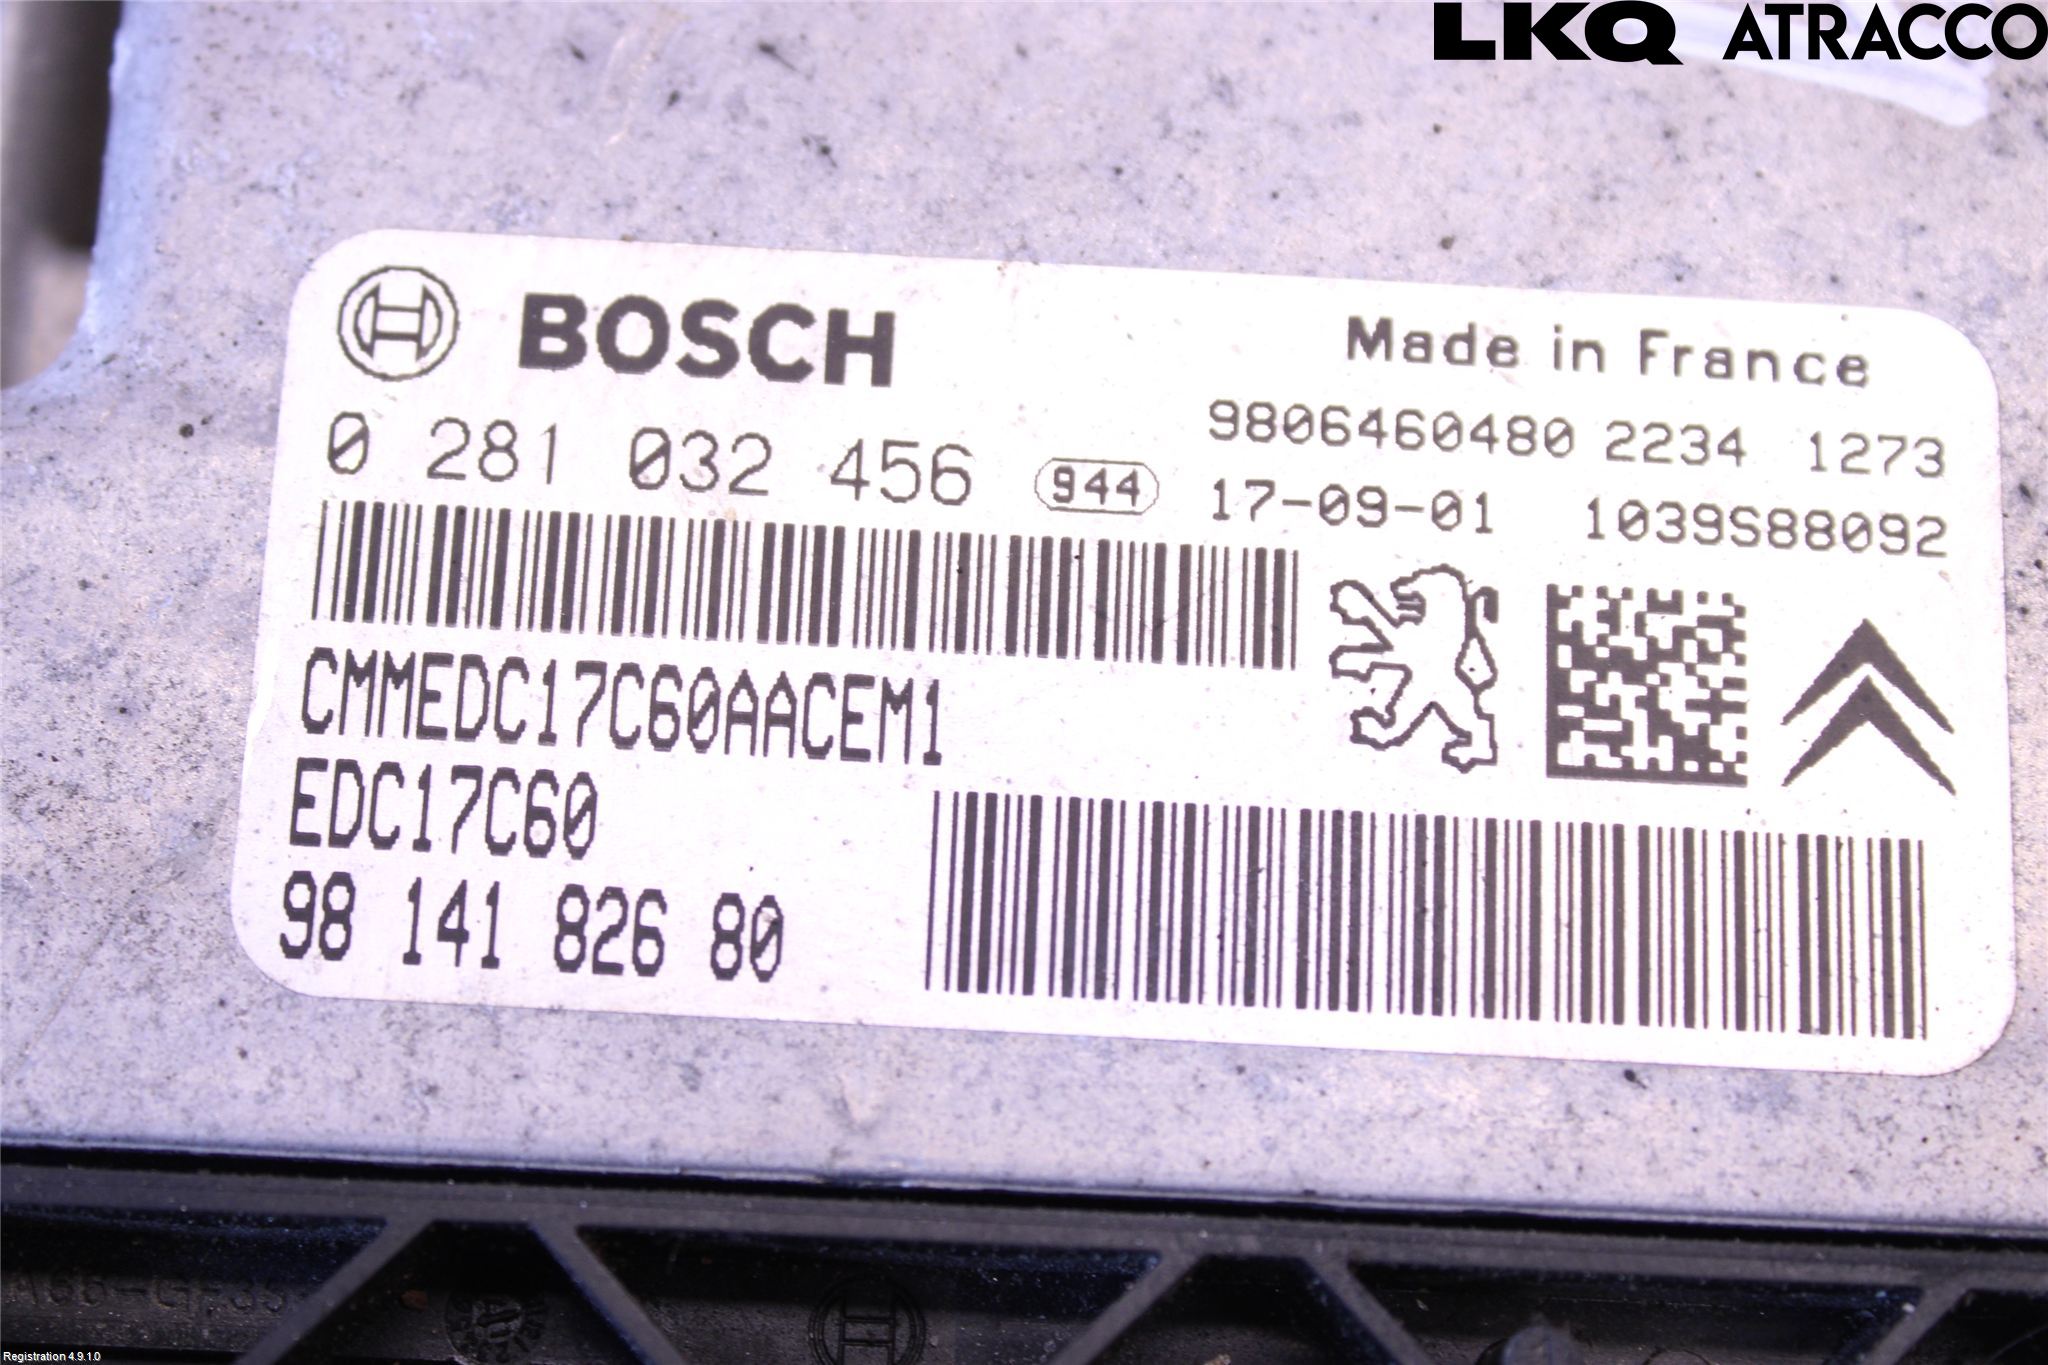 LKQ ATRACCO
BOSCH
Made in France
0 281 032 456 944
9806460480 2234 1273
17-09-01 1039S88092
CMMEDC17C60AACEM1
EDC17C60
98 141 826 80
Registration 4.9.1.0